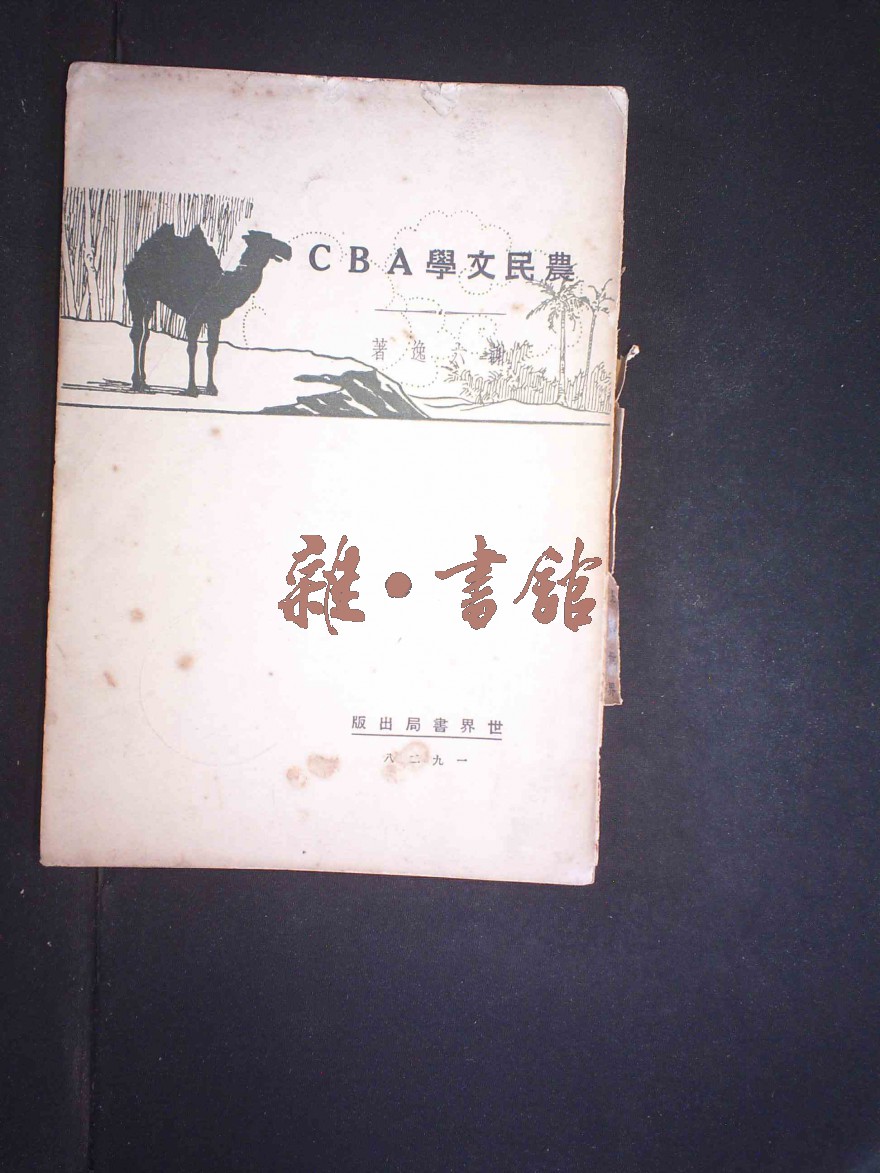 農民文學ABC
謝六逸著
雜•書館
世界書局出版
一九二八